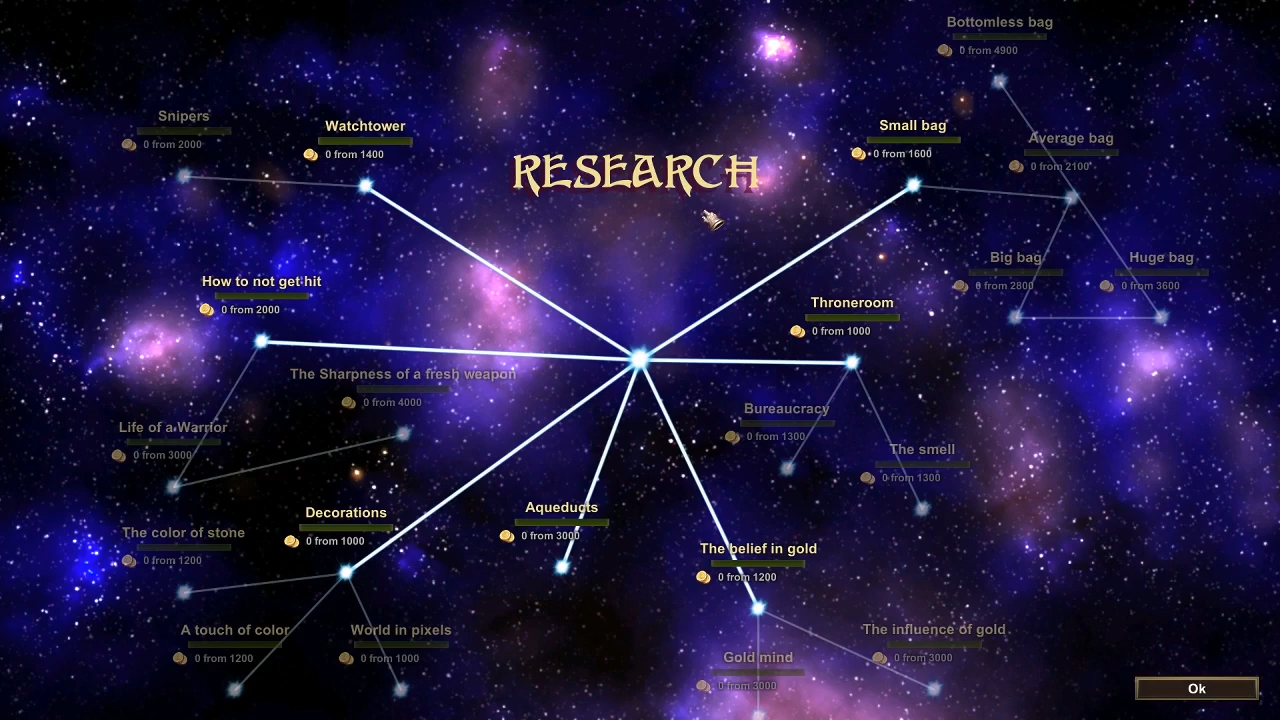 Bottomless bag
0 from 4900
Snipers
0 from 2000
Watchtower
0 from 1400
Small bag
0 from 1600
Average bag
0 from 2100
RESEARCH
Big bag
0 from 2800
Huge bag
0 from 3600
How to not get hit
0 from 2000
Throneroom
0 from 1000
The Sharpness of a fresh weapon
0 from 4000
Bureaucracy
0 from 1300
Life of a Warrior
0 from 3000
The smell
0 from 1300
Decorations
0 from 1000
Aqueducts
0 from 3000
The color of stone
0 from 1200
The belief in gold
0 from 1200
A touch of color
0 from 1200
World in pixels
0 from 1000
The influence of gold
0 from 3000
Gold mind
0 from 3000
Ok